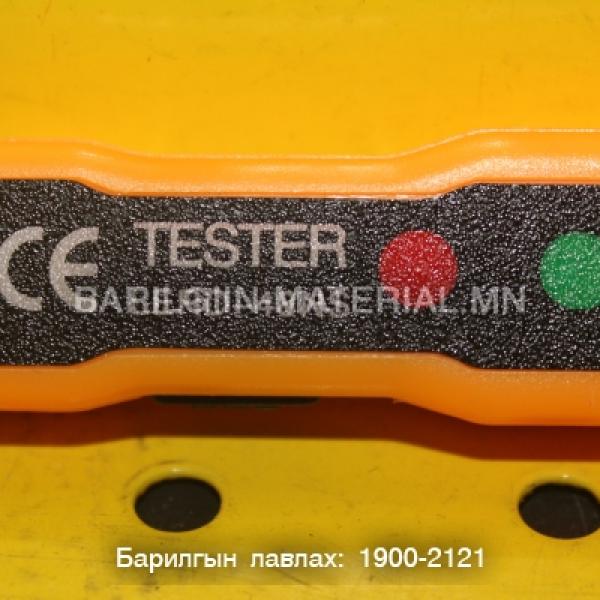 CE TESTER
BARILGIIN-MATERIAL.MN
Барилгын лавлах: 1900-2121